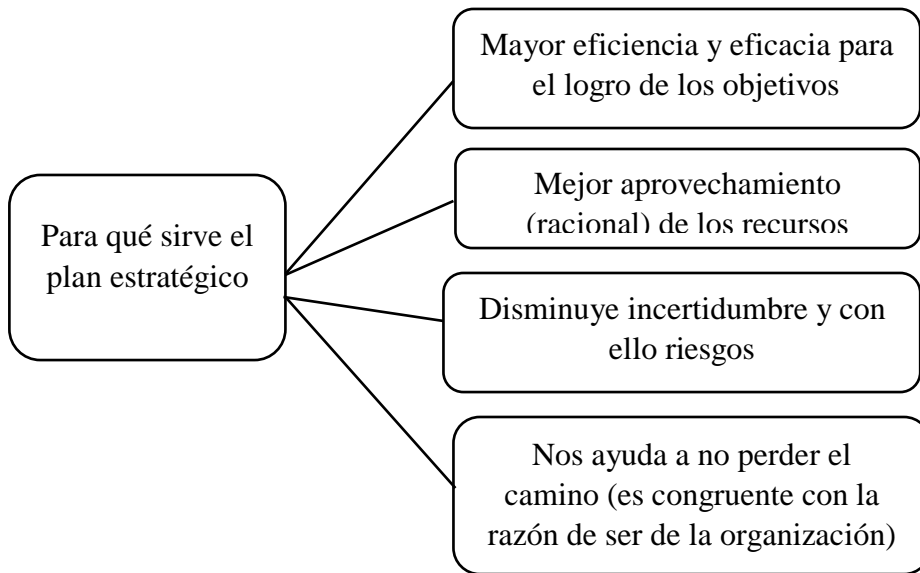 Para qué sirve el
plan estratégico
Mayor eficiencia y eficacia para
el logro de los objetivos
Mejor aprovechamiento
(racional) de los recursos
Disminuye incertidumbre y con
ello riesgos
Nos ayuda a no perder el
camino (es congruente con la
razón de ser de la organización)